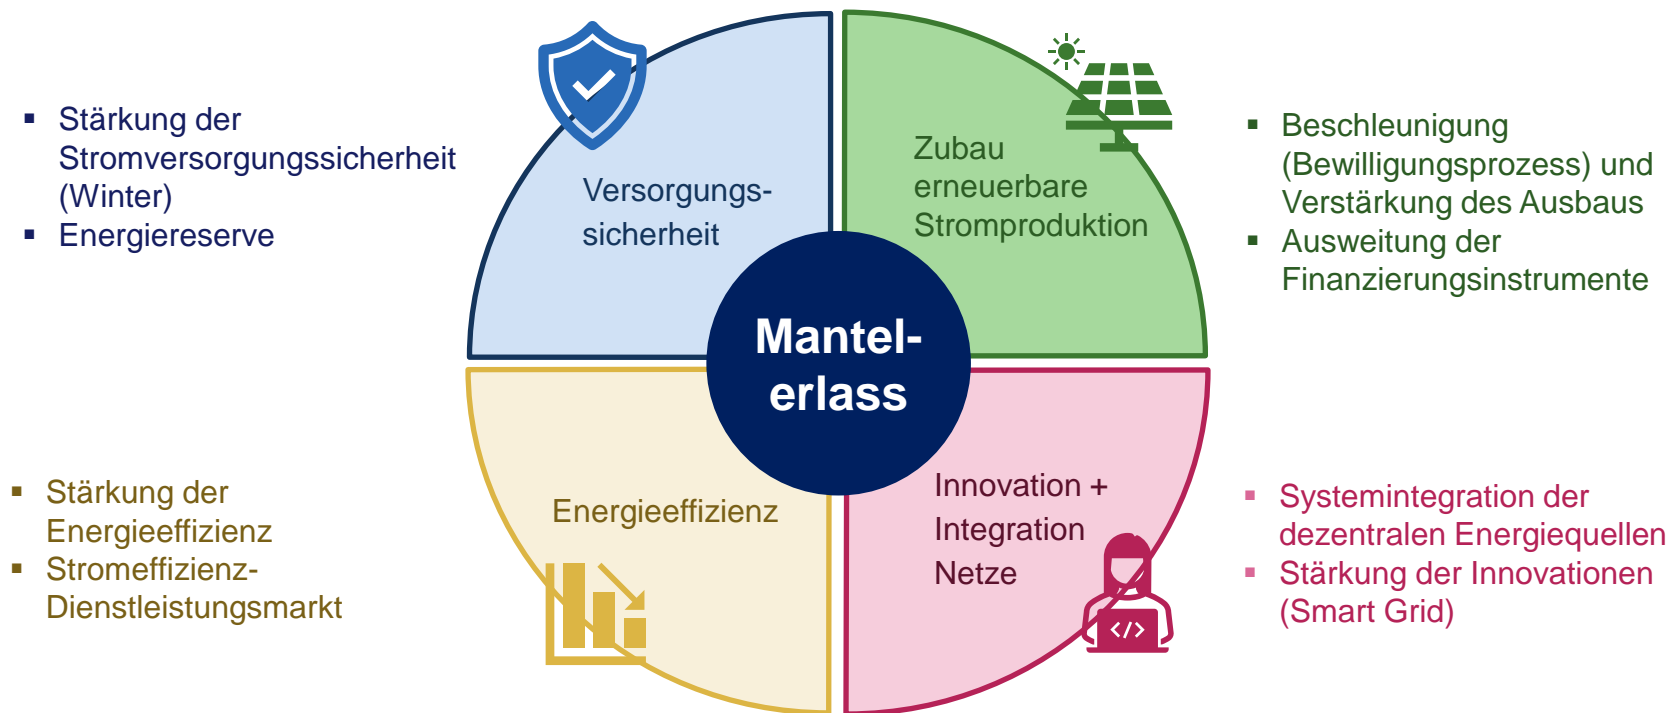 ▪ Stärkung der
Stromversorgungssicherheit
(Winter)
▪ Energiereserve
Versorgungs-
sicherheit
Zubau
erneuerbare
Stromproduktion
▪ Beschleunigung
(Bewilligungsprozess) und
Verstärkung des Ausbaus
▪ Ausweitung der
Finanzierungsinstrumente
Mantel-
erlass
▪ Stärkung der
Energieeffizienz
▪ Stromeffizienz-
Dienstleistungsmarkt
Energieeffizienz
Innovation +
Integration
Netze
</>
▪ Systemintegration der
dezentralen Energiequellen
▪ Stärkung der Innovationen
(Smart Grid)